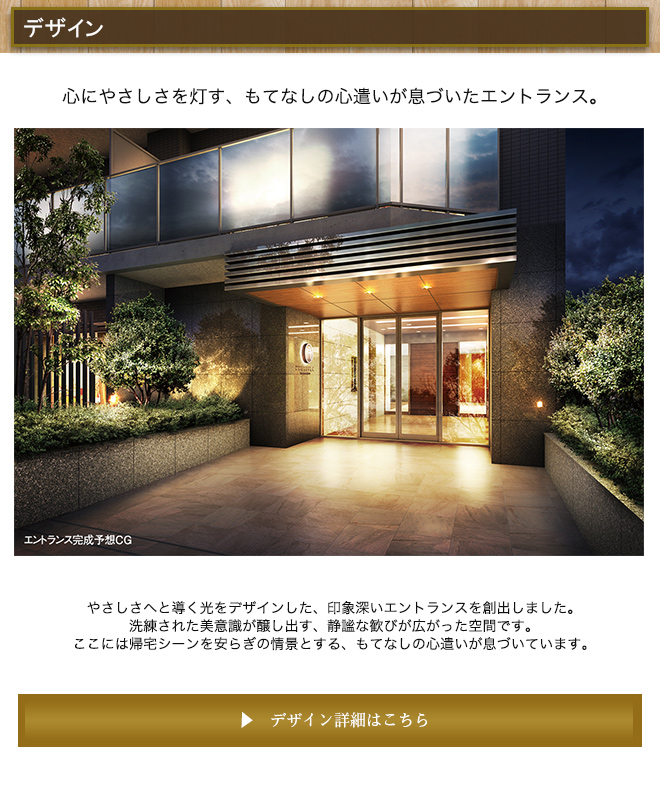 デザイン
心にやさしさを灯す、もてなしの心遣いが息づいたエントランス。
エントランス完成予想CG
やさしさへと導く光をデザインした、印象深いエントランスを創出しました。
洗練された美意識が醸し出す、静謐な歓びが広がった空間です。
ここには帰宅シーンを安らぎの情景とする、もてなしの心遣いが息づいています。
▶ デザイン詳細はこちら